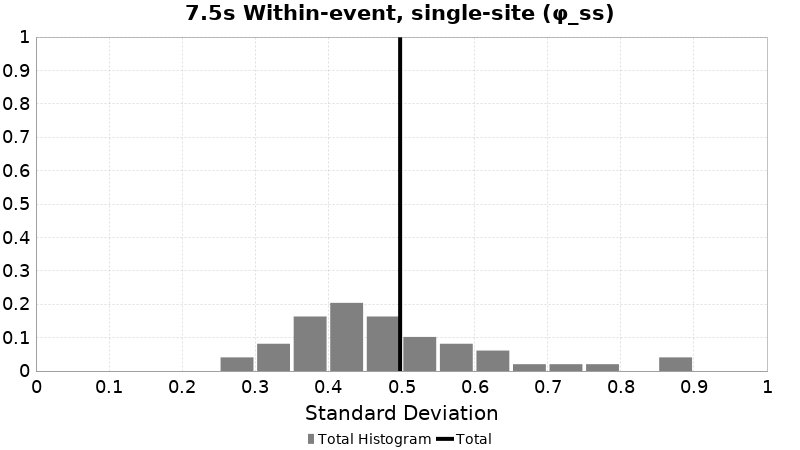 7.5s Within-event, single-site (φ_ss)
1
0.9
0.8
0.7
0.6
0.5
0.4
0.3
0.2
0.1
0
0 0.1 0.2 0.3 0.4 0.5 0.6 0.7 0.8 0.9 1
Standard Deviation
Total Histogram Total